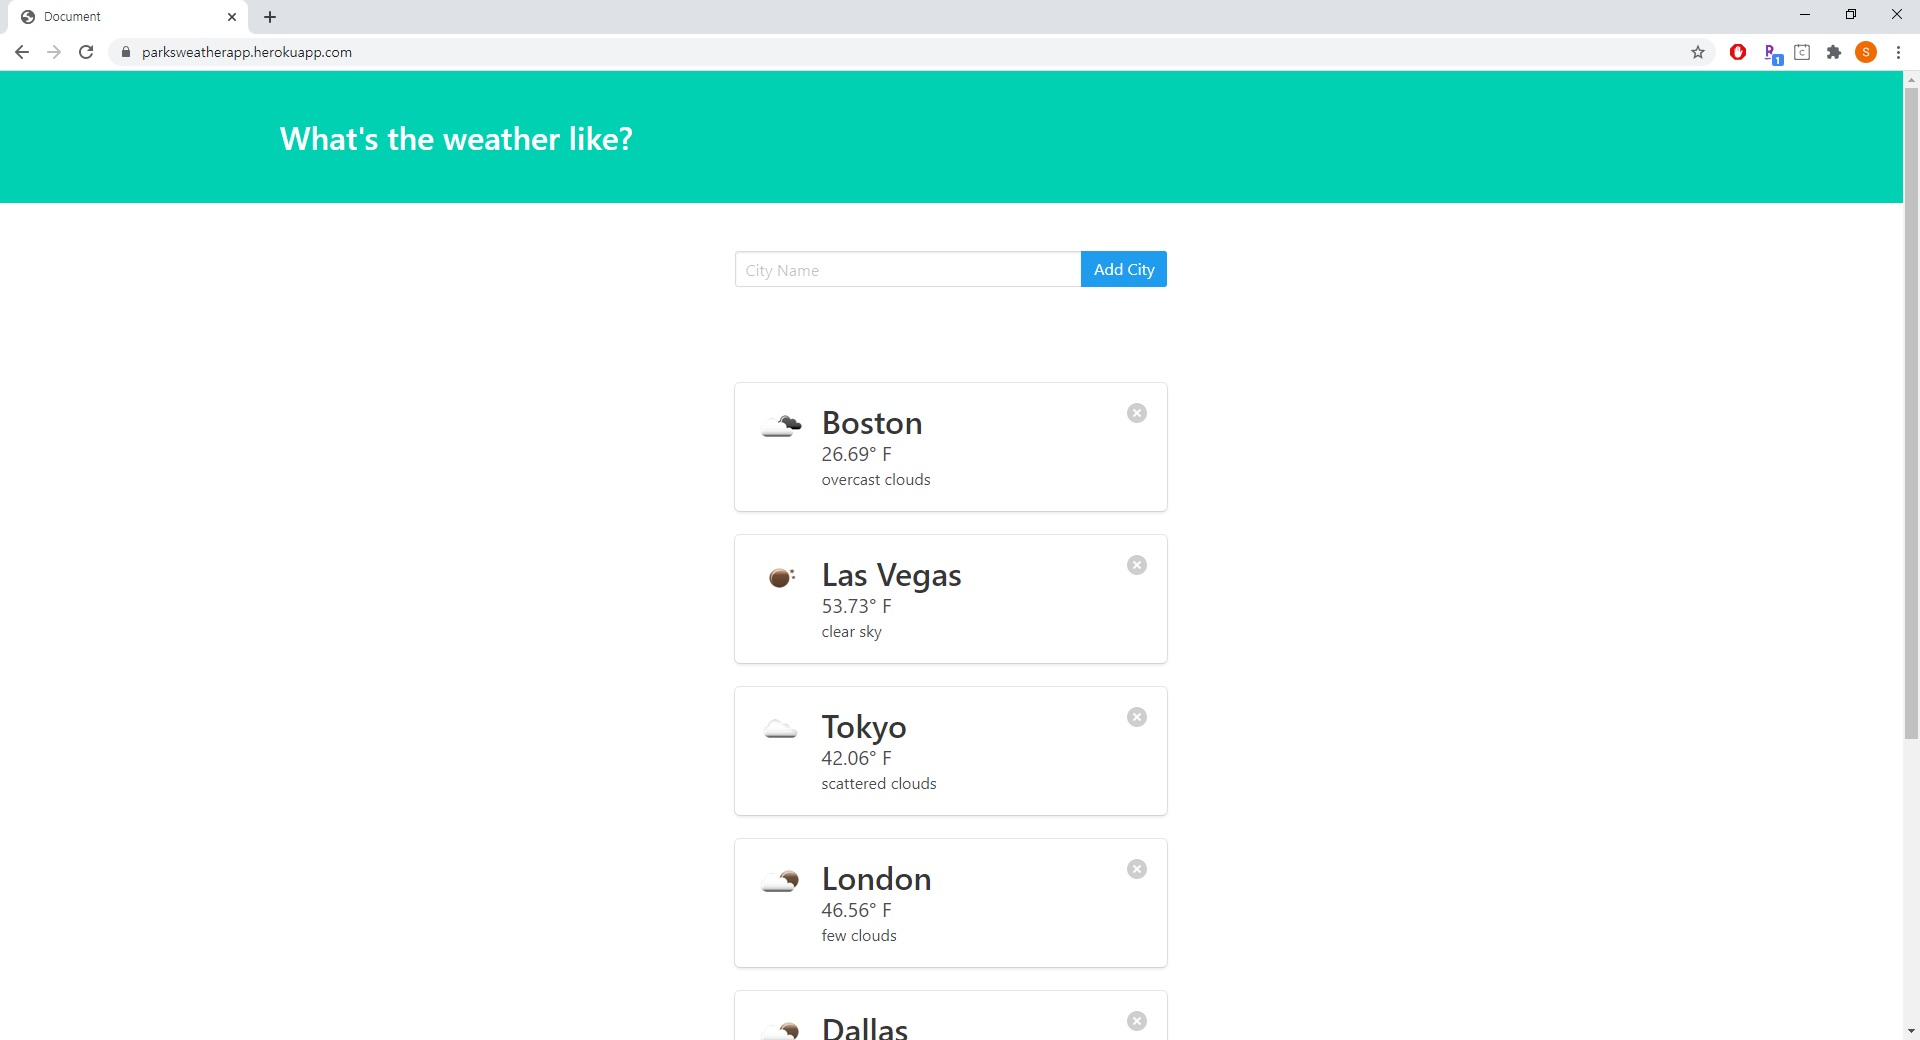 Document
parksweatherapp.herokuapp.com
1
C
S
What's the weather like?
City Name
Add City
Boston
26.69° F
overcast clouds
Las Vegas
53.73° F
clear sky
Tokyo
42.06° F
scattered clouds
London
46.56° F
few clouds
Dallas